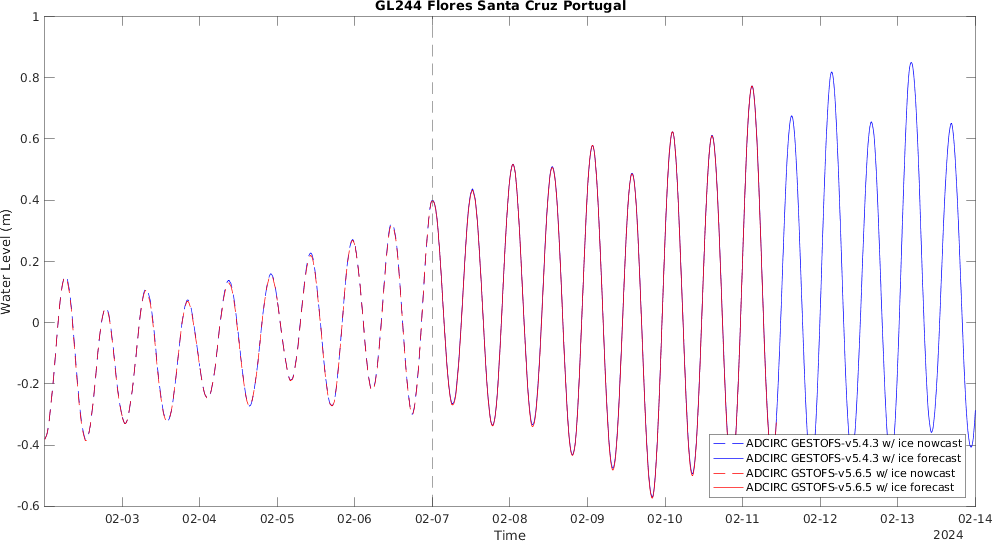 GL244 Flores Santa Cruz Portugal
1
0.8
0.6
0.4
0.2
0
-0.2
-0.4
-0.6
Water Level (m)
ADCIRC GESTOFS-v5.4.3 w/ ice nowcast
ADCIRC GESTOFS-v5.4.3 w/ ice forecast
ADCIRC GSTOFS-v5.6.5 w/ ice nowcast
ADCIRC GSTOFS-v5.6.5 w/ ice forecast
02-03 02-04 02-05 02-06 02-07 02-08 02-09 02-10 02-11 02-12 02-13 02-14
Time
2024